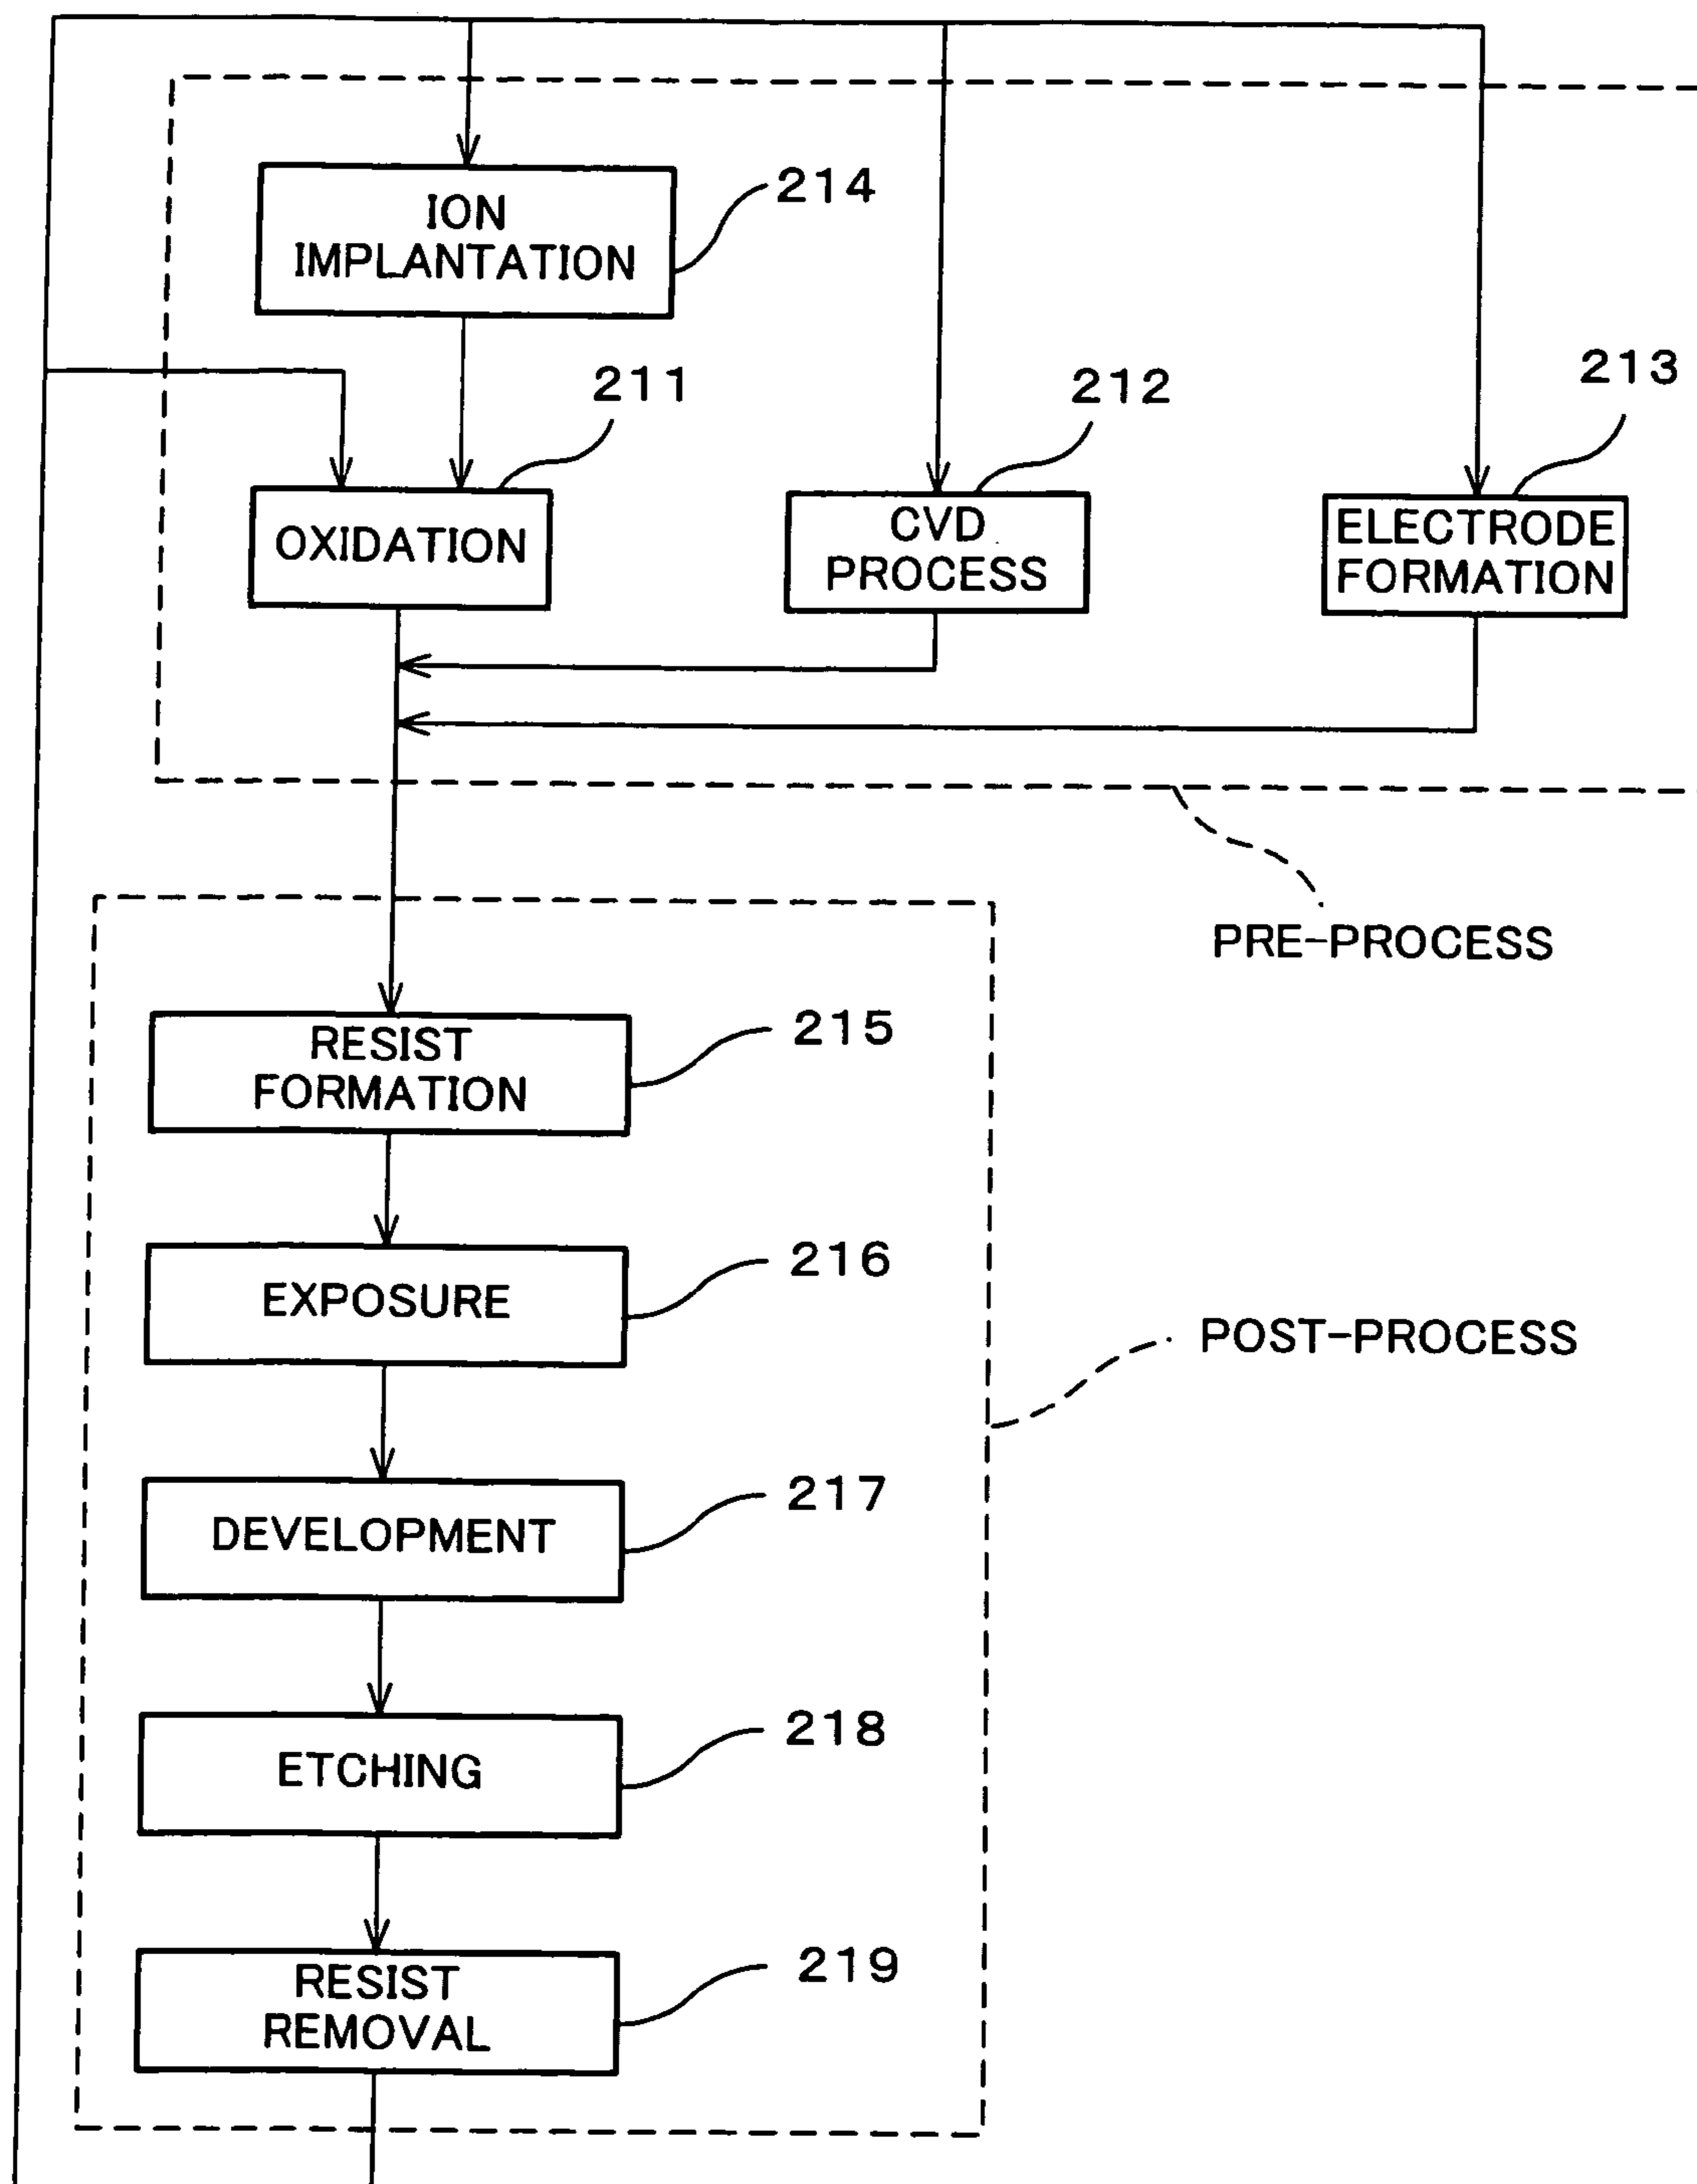 214
ION
IMPLANTATION
211
212
213
OXIDATION
CVD
PROCESS
ELECTRODE
FORMATION
PRE-PROCESS
215
RESIST
FORMATION
216
EXPOSURE
POST-PROCESS
217
DEVELOPMENT
218
ETCHING
219
RESIST
REMOVAL